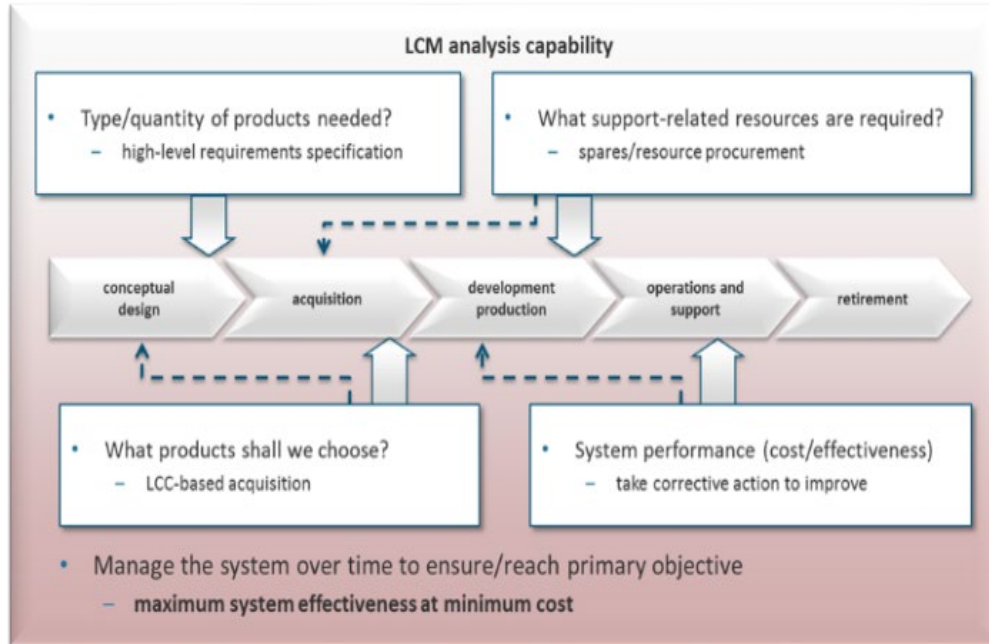 LCM analysis capability
• Type/quantity of products needed?
– high-level requirements specification
• What support-related resources are required?
– spares/resource procurement
conceptual
design
acquisition
development
production
operations and
support
retirement
• What products shall we choose?
– LCC-based acquisition
• System performance (cost/effectiveness)
– take corrective action to improve
• Manage the system over time to ensure/reach primary objective
– maximum system effectiveness at minimum cost